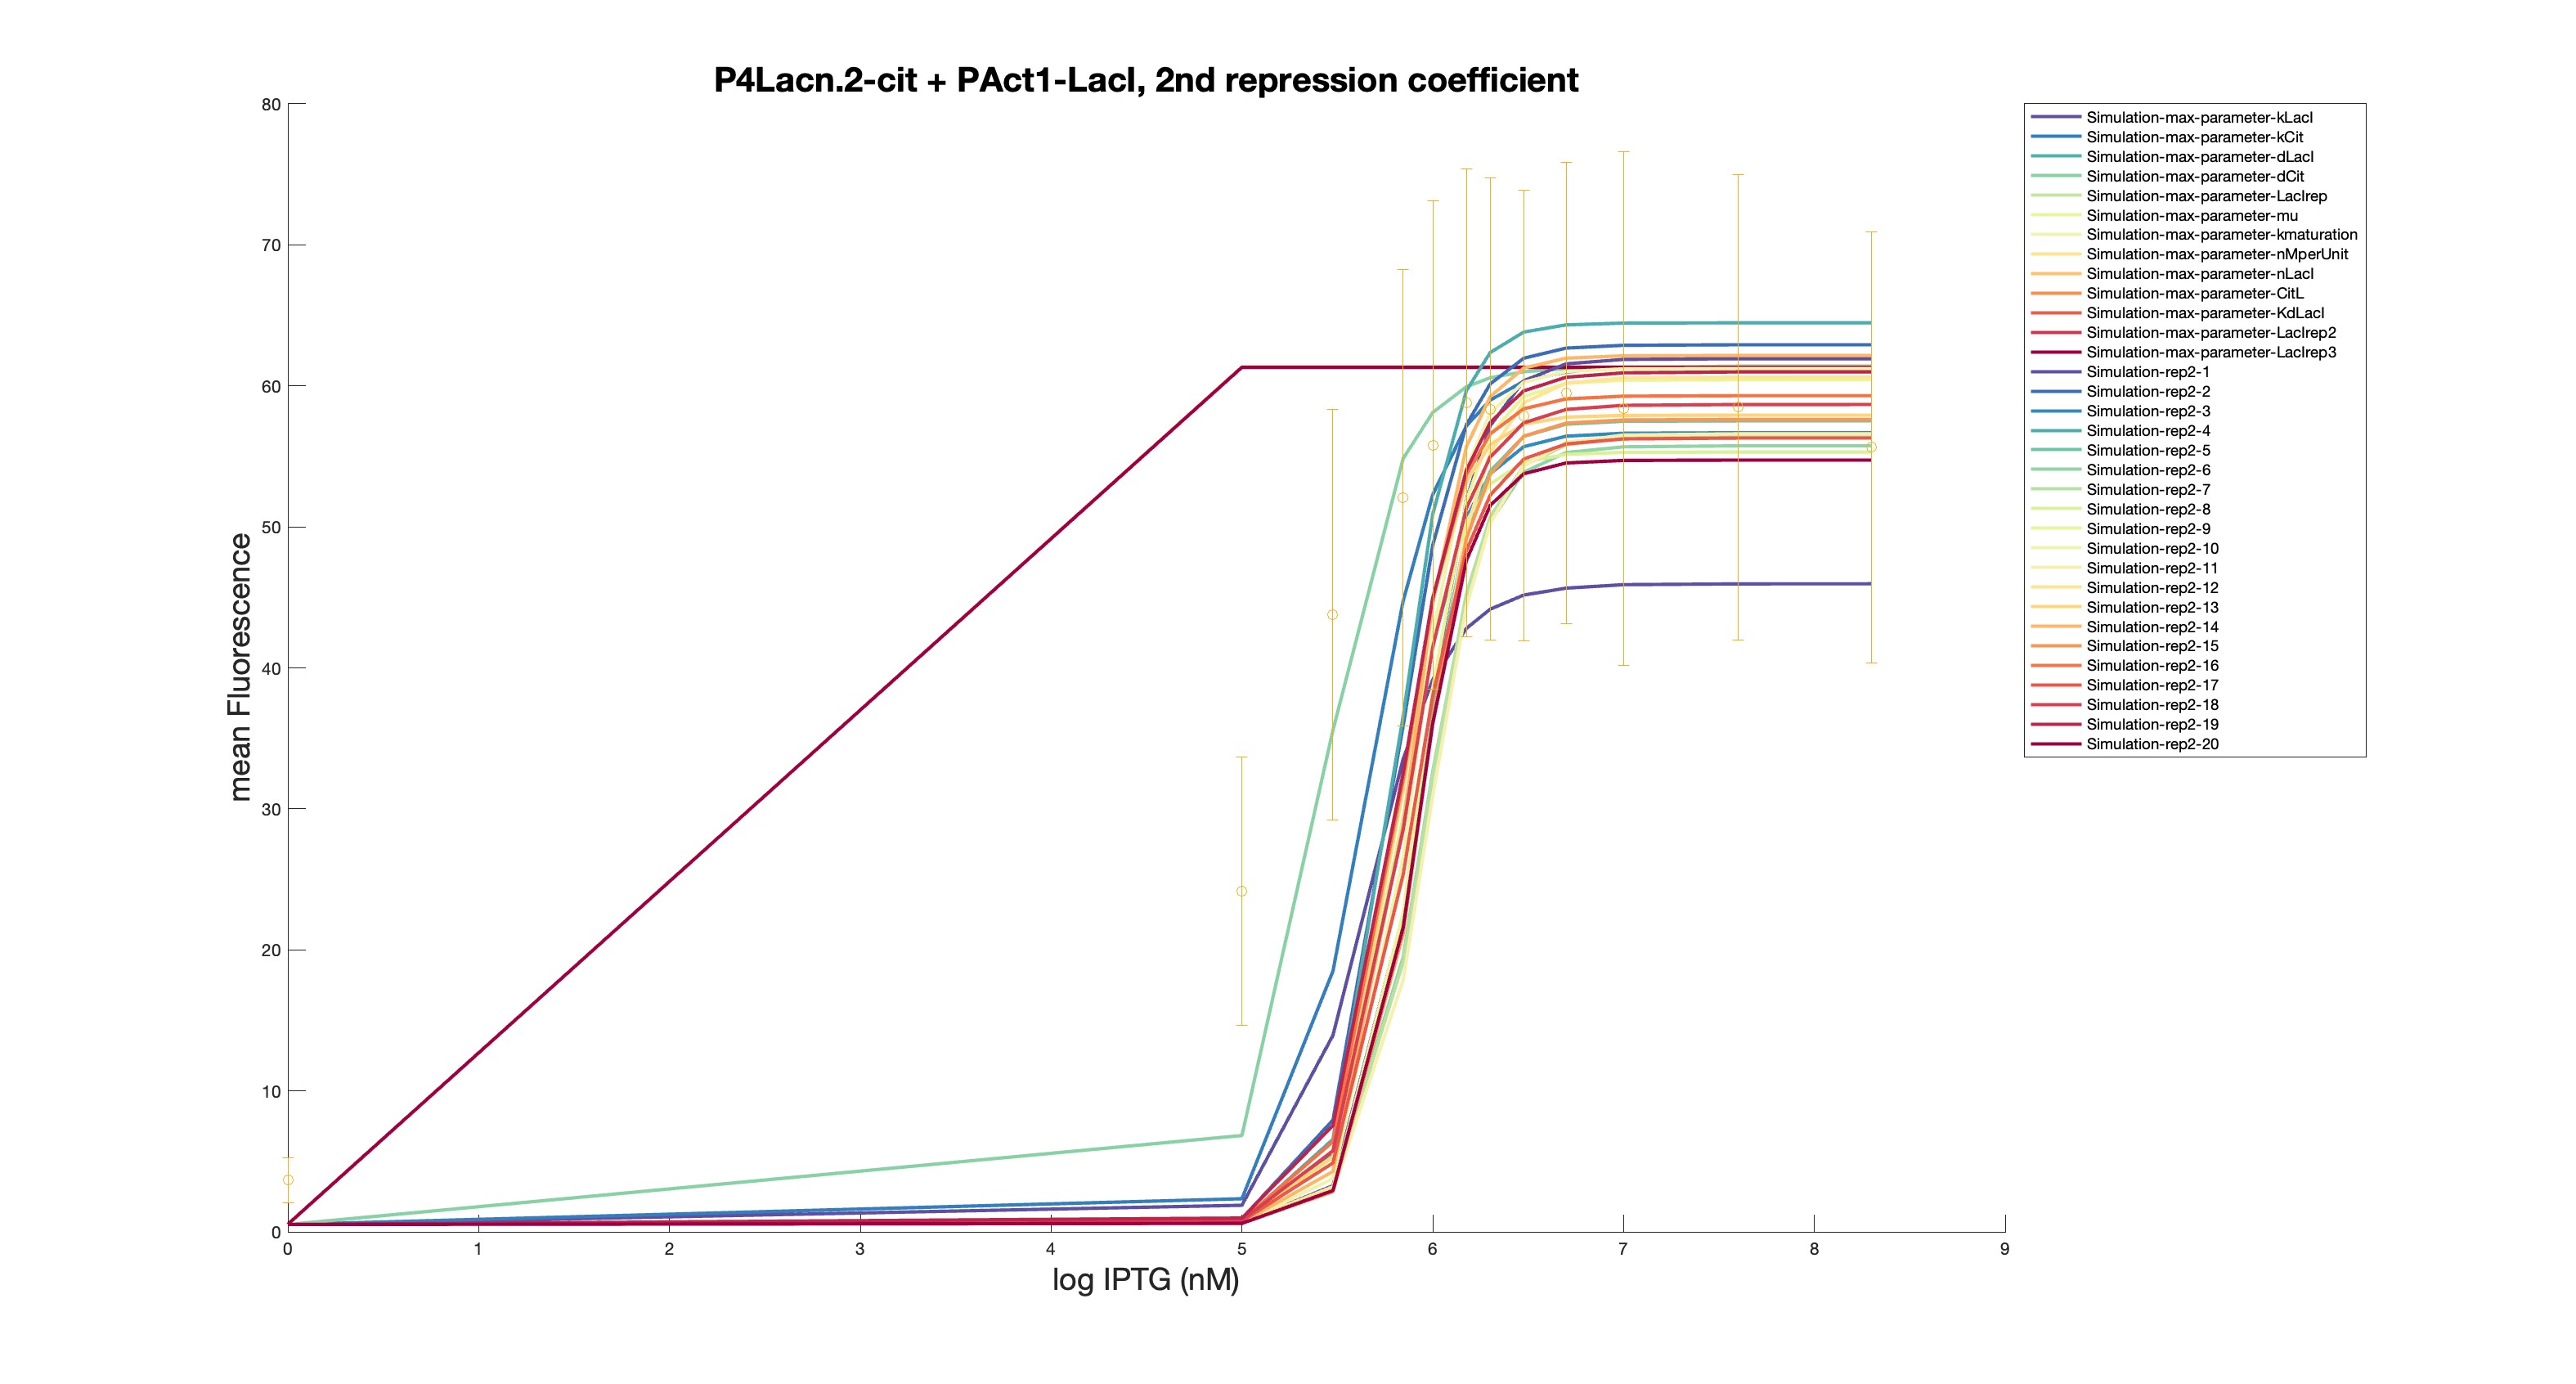 P4Lacn.2-cit + PAct1-LacI, 2nd repression coefficient
80
70
60
50
40
30
20
10
0
mean Fluorescence
0 1 2 3 4 5 6 7 8 9
log IPTG (nM)
Simulation-max-parameter-kLacI
Simulation-max-parameter-kCit
Simulation-max-parameter-dLacI
Simulation-max-parameter-dCit
Simulation-max-parameter-LacIrep
Simulation-max-parameter-mu
Simulation-max-parameter-kmaturation
Simulation-max-parameter-nMperUnit
Simulation-max-parameter-nLacI
Simulation-max-parameter-CitL
Simulation-max-parameter-KdLacI
Simulation-max-parameter-LacIrep2
Simulation-max-parameter-LacIrep3
Simulation-rep2-1
Simulation-rep2-2
Simulation-rep2-3
Simulation-rep2-4
Simulation-rep2-5
Simulation-rep2-6
Simulation-rep2-7
Simulation-rep2-8
Simulation-rep2-9
Simulation-rep2-10
Simulation-rep2-11
Simulation-rep2-12
Simulation-rep2-13
Simulation-rep2-14
Simulation-rep2-15
Simulation-rep2-16
Simulation-rep2-17
Simulation-rep2-18
Simulation-rep2-19
Simulation-rep2-20